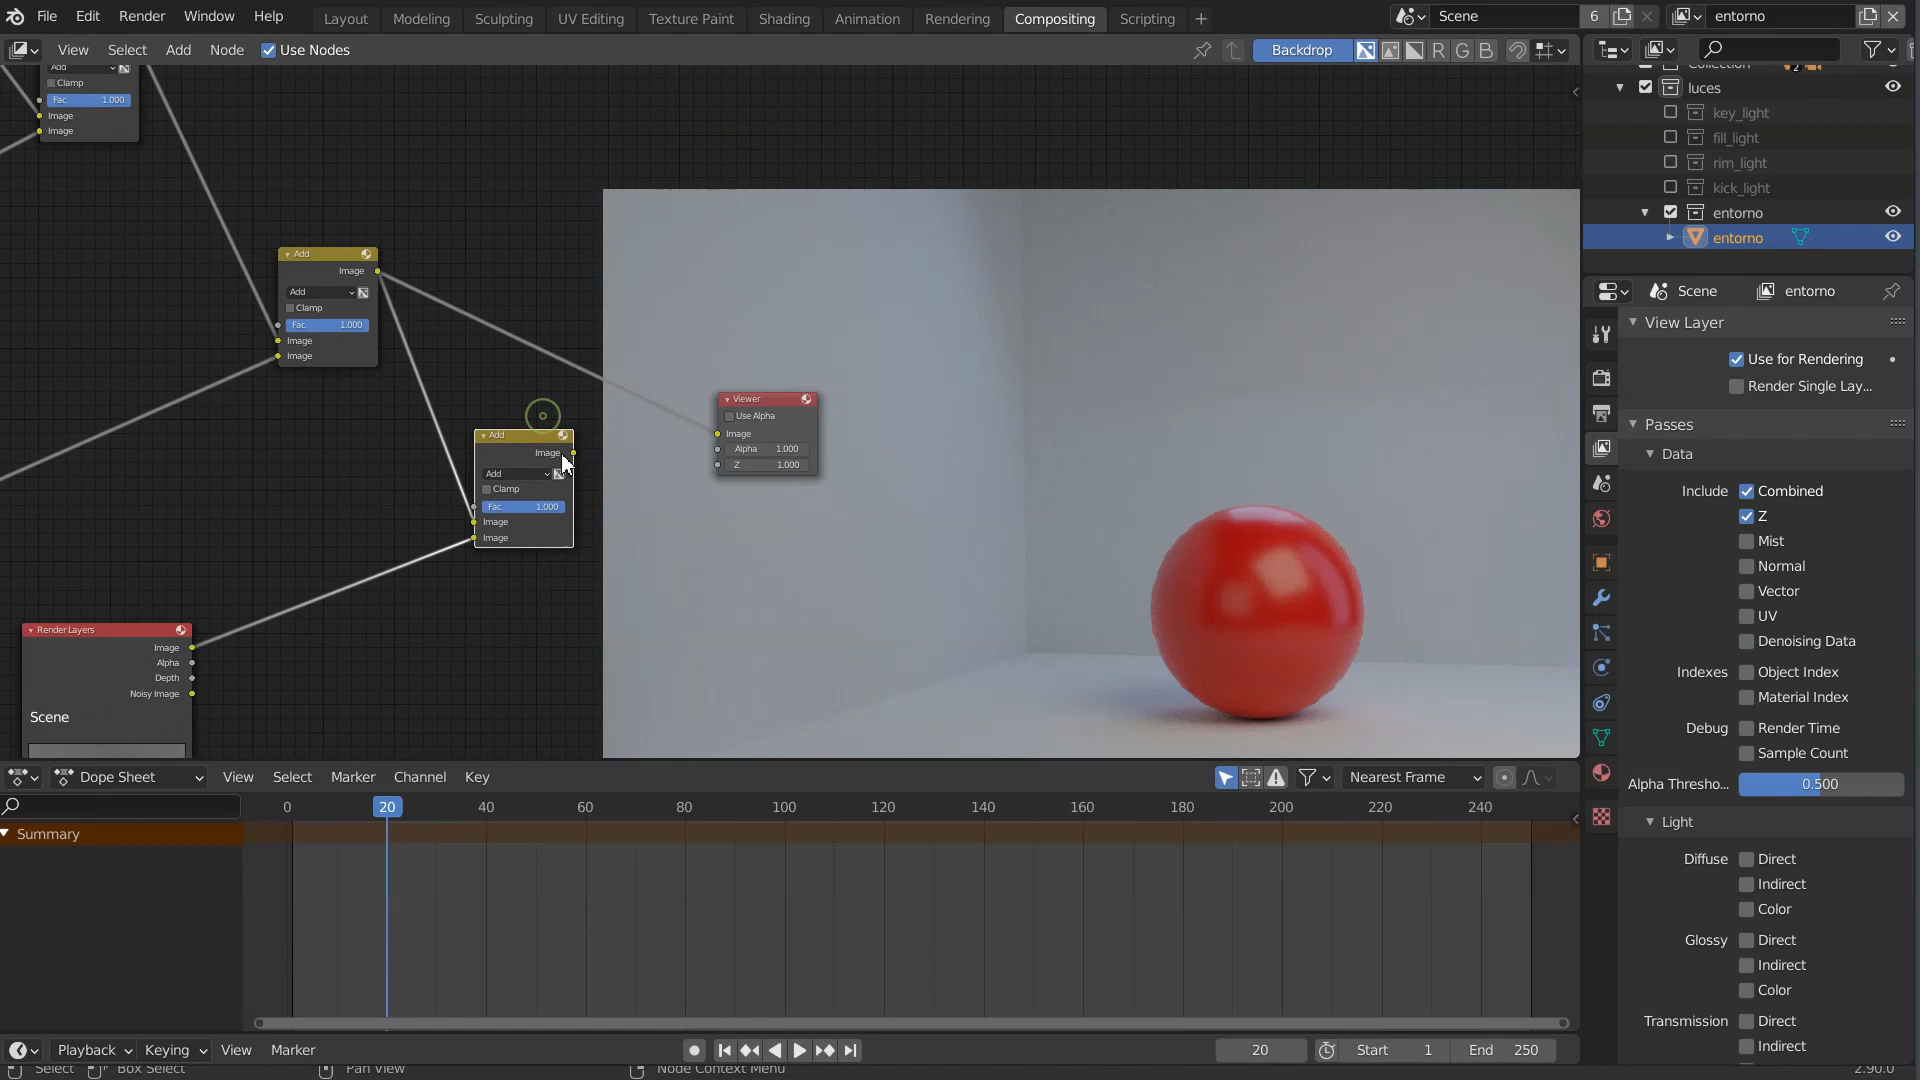 File Edit Render Window Help Layout Modeling Sculpting UV Editing Texture Paint Shading Animation Rendering Compositing Scripting + Scene 6 entorno
View Select Add Node Use Nodes Backdrop R G B
Collection 2
luces
key_light
fill_light
rim_light
kick_light
entorno
entorno
Add
Clamp
Fac 1.000
Image
Image
Add
Image
Add
Clamp
Fac 1.000
Image
Image
Add
Image
Add
Clamp
Fac 1.000
Image
Image
Viewer
Use Alpha
Image
Alpha 1.000
Z 1.000
Render Layers
Image
Alpha
Depth
Noisy Image
Scene
Scene entorno
View Layer
Use for Rendering
Render Single Lay...
Passes
Data
Include Combined
Z
Mist
Normal
Vector
UV
Denoising Data
Indexes Object Index
Material Index
Debug Render Time
Sample Count
Alpha Thresho... 0.500
Light
Diffuse Direct
Indirect
Color
Glossy Direct
Indirect
Color
Transmission Direct
Indirect
Dope Sheet View Select Marker Channel Key Nearest Frame
0 20 40 60 80 100 120 140 160 180 200 220 240
Summary
Playback Keying View Marker 20 Start 1 End 250
Select Box Select Pan View Node Context Menu 2.90.0